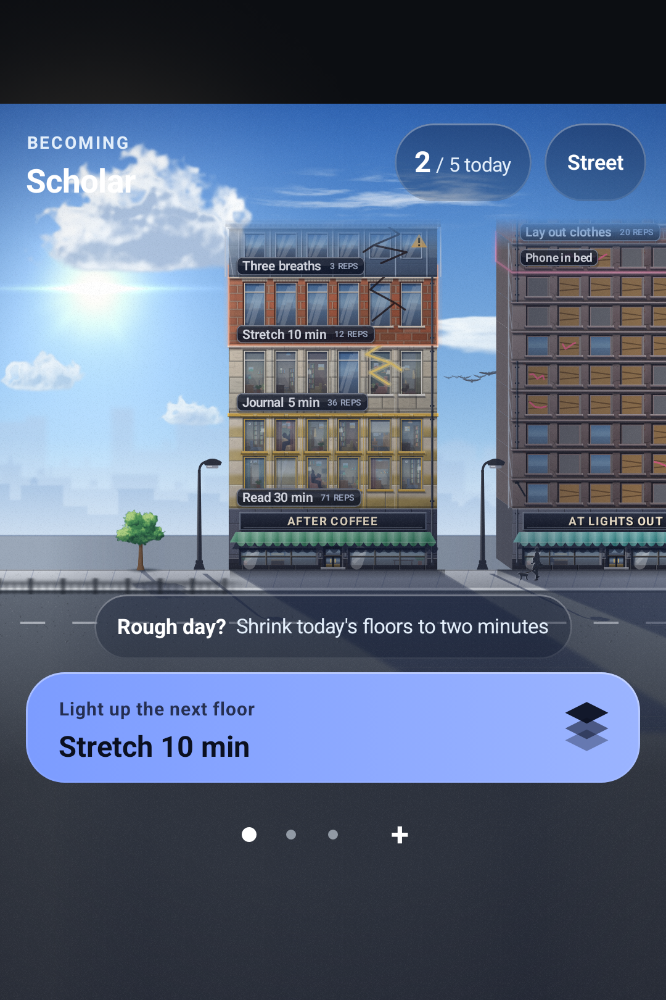 BECOMING
Scholar
2 / 5 today
Street
Three breaths 3 REPS
Stretch 10 min 12 REPS
Journal 5 min 36 REPS
Read 30 min 71 REPS
AFTER COFFEE
Lay out clothes 20 REPS
Phone in bed
AT LIGHTS OUT
Rough day? Shrink today's floors to two minutes
Light up the next floor
Stretch 10 min